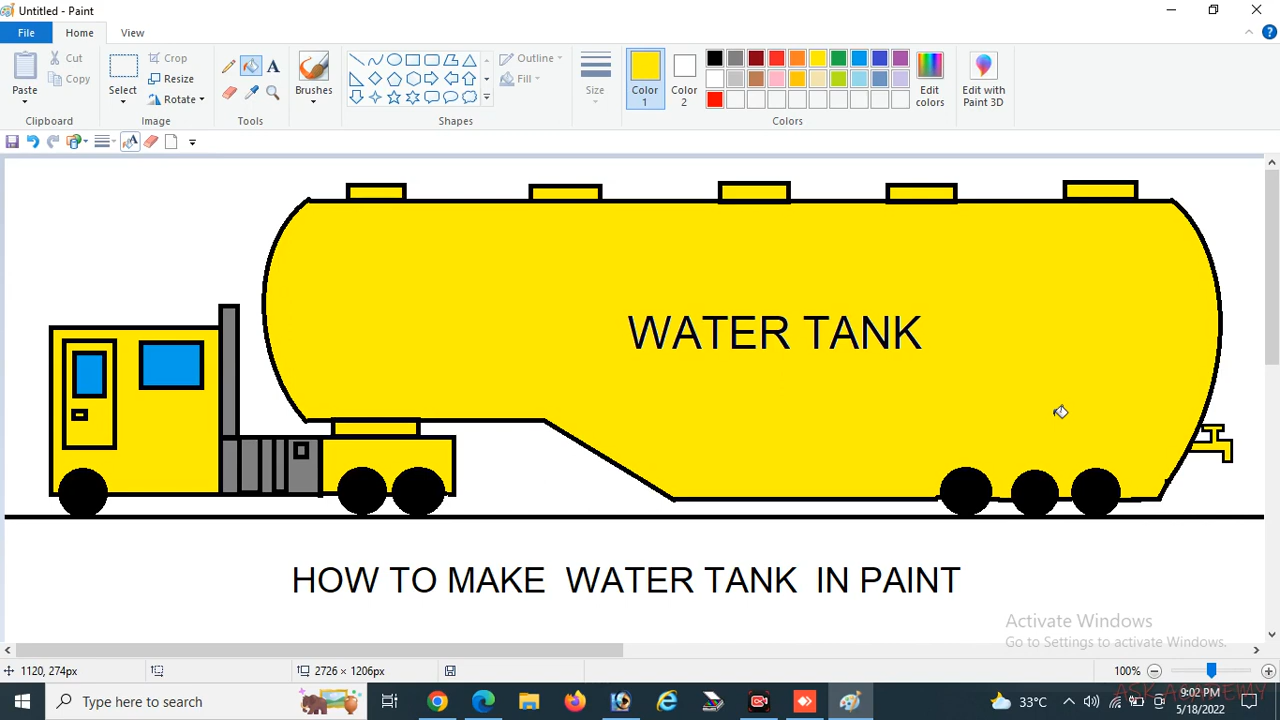 Untitled - Paint
File Home View
Paste
Cut
Copy
Clipboard
Select
Crop
Resize
Rotate
Image
Tools
Brushes
Shapes
Outline
Fill
Size
Color 1
Color 2
Colors
Edit colors
Edit with Paint 3D
WATER TANK
HOW TO MAKE WATER TANK IN PAINT
Activate Windows
Go to Settings to activate Windows.
1120, 274px
2726 × 1206px
100%
ASK ACADEMY
Type here to search
33°C
9:02 PM
5/18/2022